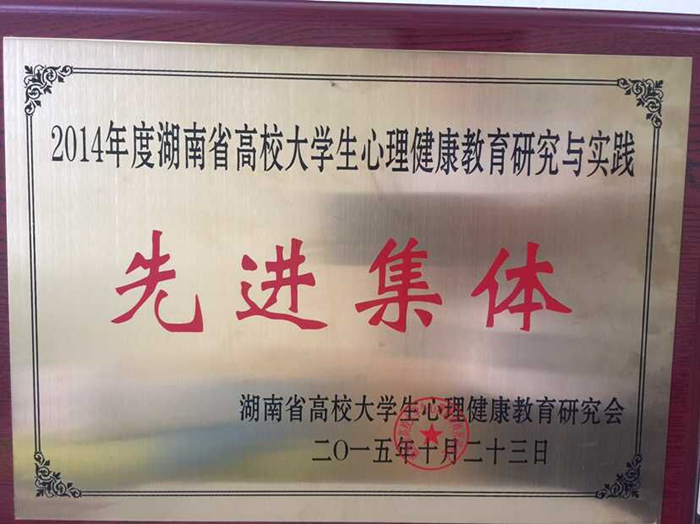 2014年度湖南省高校大学生心理健康教育研究与实践
先进集体
湖南省高校大学生心理健康教育研究会
二〇一五年十月二十三日